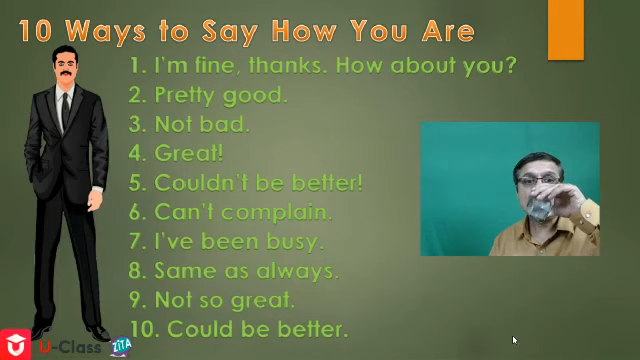 10 Ways to Say How You Are
1. I'm fine, thanks. How about you?
2. Pretty good.
3. Not bad.
4. Great!
5. Couldn't be better!
6. Can't complain.
7. I've been busy.
8. Same as always.
9. Not so great.
10. Could be better.
U-Class ZiTA